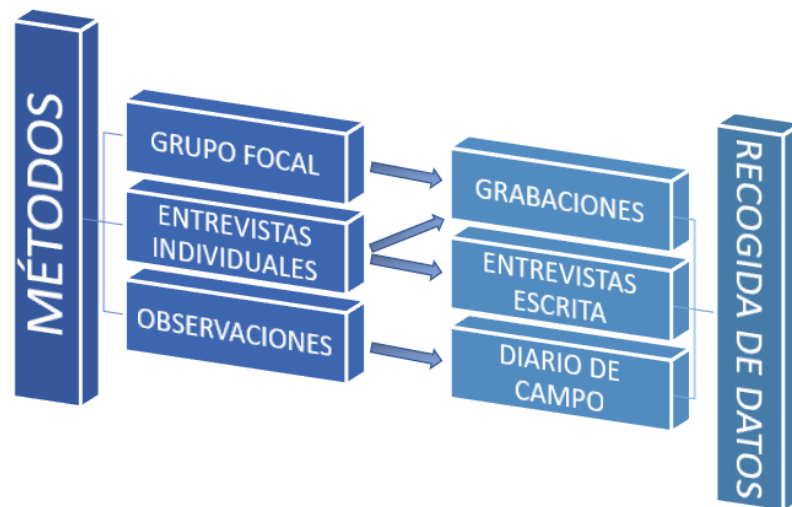 MÉTODOS
GRUPO FOCAL
ENTREVISTAS
INDIVIDUALES
OBSERVACIONES
GRABACIONES
ENTREVISTAS
ESCRITA
DIARIO DE
CAMPO
RECOGIDA DE DATOS